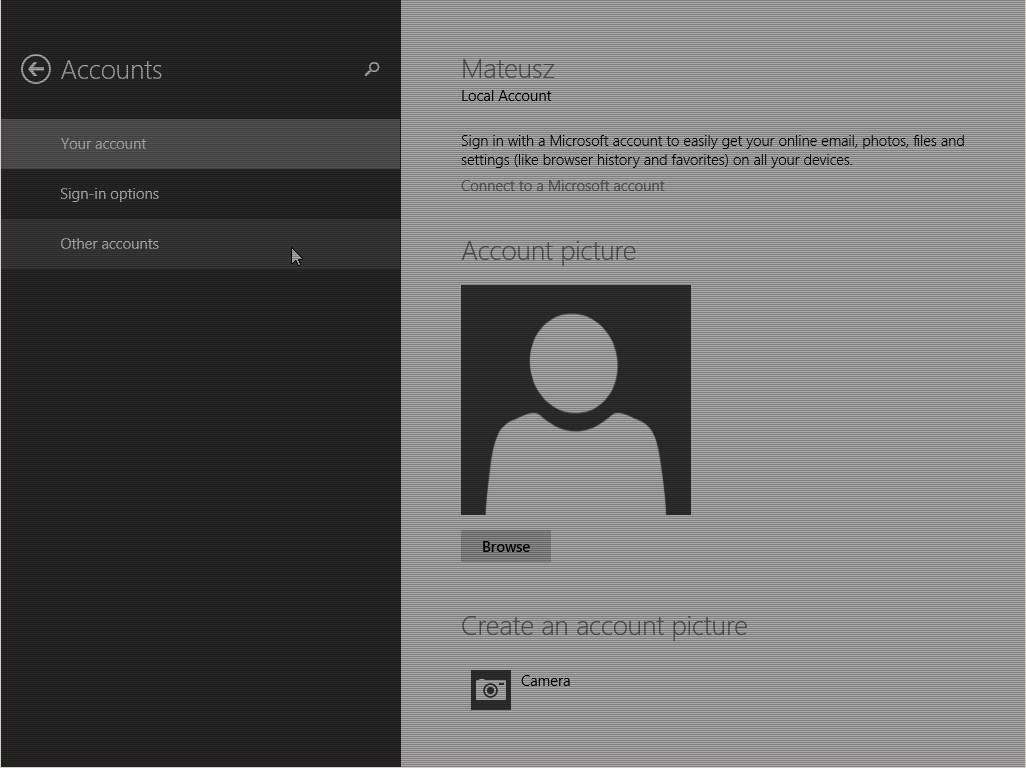 Accounts
Your account
Sign-in options
Other accounts
Mateusz
Local Account
Sign in with a Microsoft account to easily get your online email, photos, files and
settings (like browser history and favorites) on all your devices.
Connect to a Microsoft account
Account picture
Browse
Create an account picture
Camera